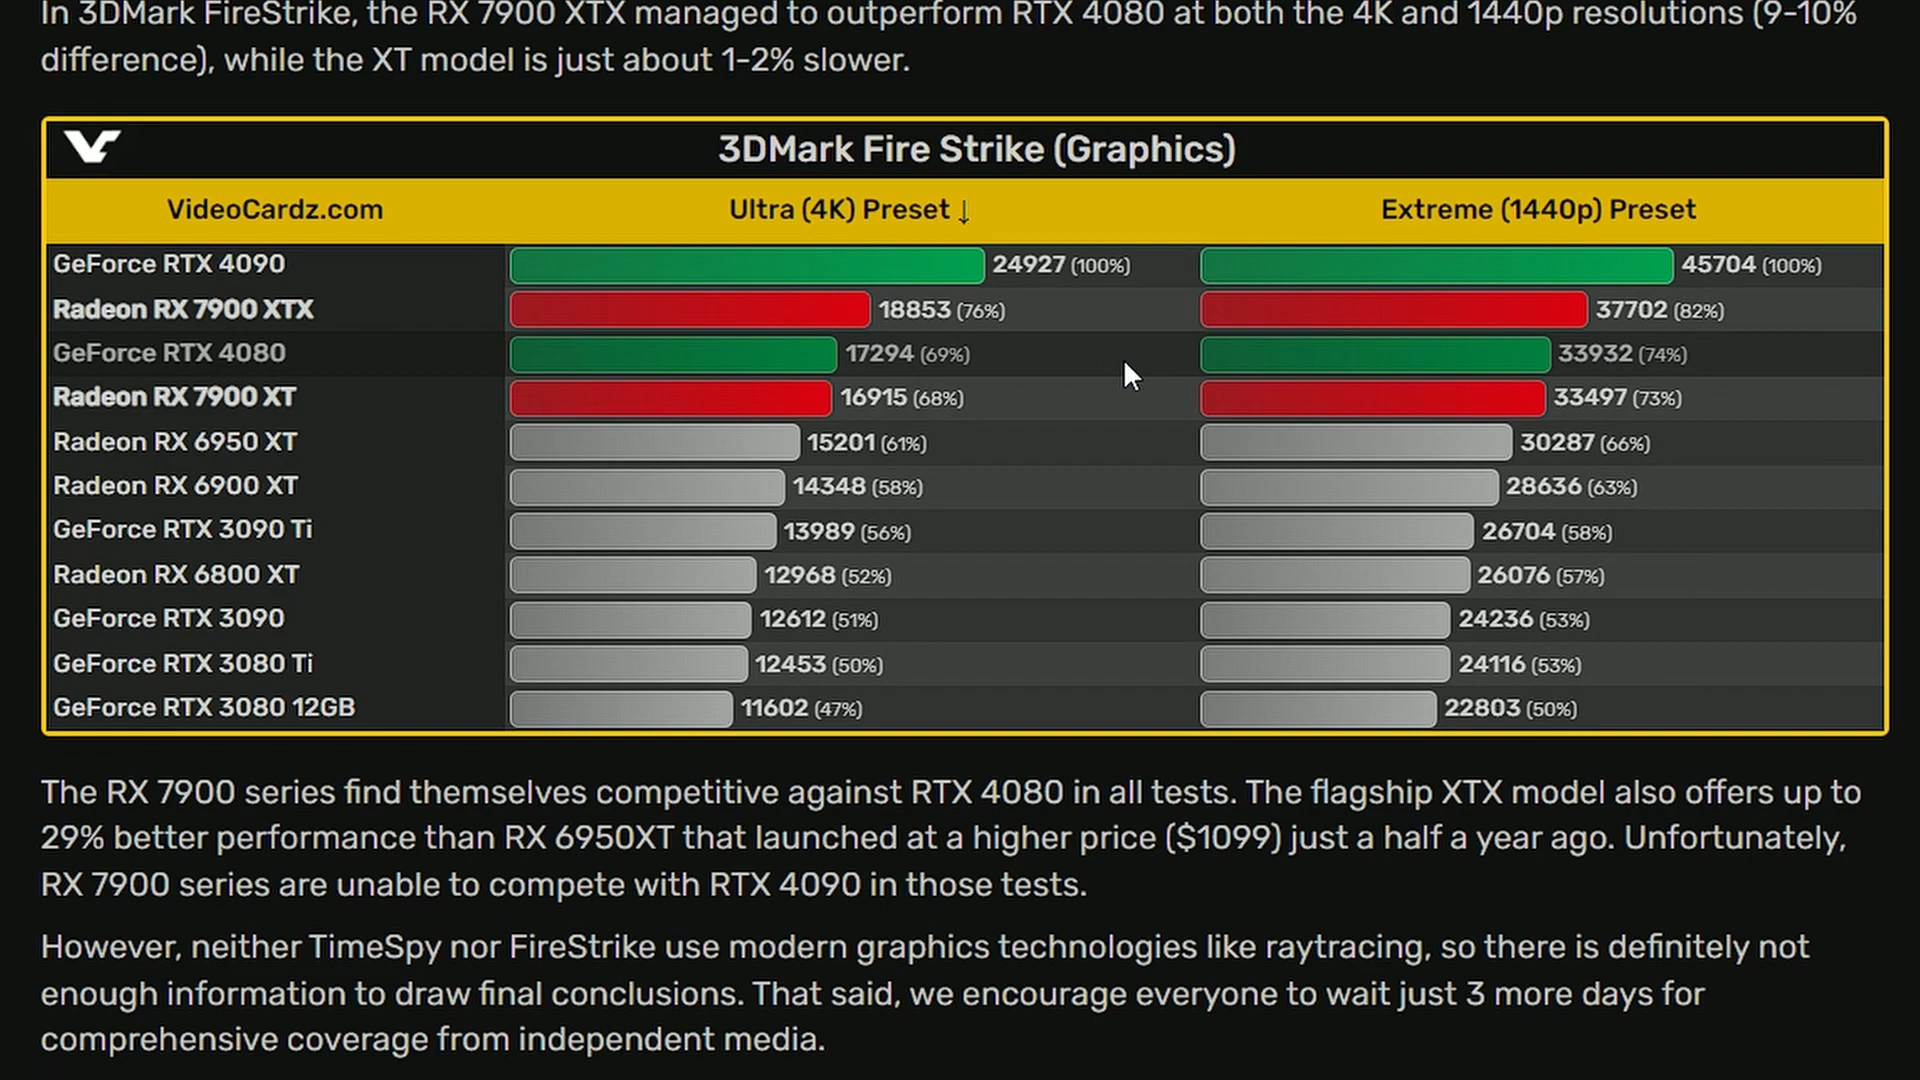 In 3DMark FireStrike, the RX 7900 XTX managed to outperform RTX 4080 at both the 4K and 1440p resolutions (9-10%
difference), while the XT model is just about 1-2% slower.
3DMark Fire Strike (Graphics)
VideoCardz.com Ultra (4K) Preset ↓ Extreme (1440p) Preset
GeForce RTX 4090 24927 (100%) 45704 (100%)
Radeon RX 7900 XTX 18853 (76%) 37702 (82%)
GeForce RTX 4080 17294 (69%) 33932 (74%)
Radeon RX 7900 XT 16915 (68%) 33497 (73%)
Radeon RX 6950 XT 15201 (61%) 30287 (66%)
Radeon RX 6900 XT 14348 (58%) 28636 (63%)
GeForce RTX 3090 Ti 13989 (56%) 26704 (58%)
Radeon RX 6800 XT 12968 (52%) 26076 (57%)
GeForce RTX 3090 12612 (51%) 24236 (53%)
GeForce RTX 3080 Ti 12453 (50%) 24116 (53%)
GeForce RTX 3080 12GB 11602 (47%) 22803 (50%)
The RX 7900 series find themselves competitive against RTX 4080 in all tests. The flagship XTX model also offers up to
29% better performance than RX 6950XT that launched at a higher price ($1099) just a half a year ago. Unfortunately,
RX 7900 series are unable to compete with RTX 4090 in those tests.
However, neither TimeSpy nor FireStrike use modern graphics technologies like raytracing, so there is definitely not
enough information to draw final conclusions. That said, we encourage everyone to wait just 3 more days for
comprehensive coverage from independent media.